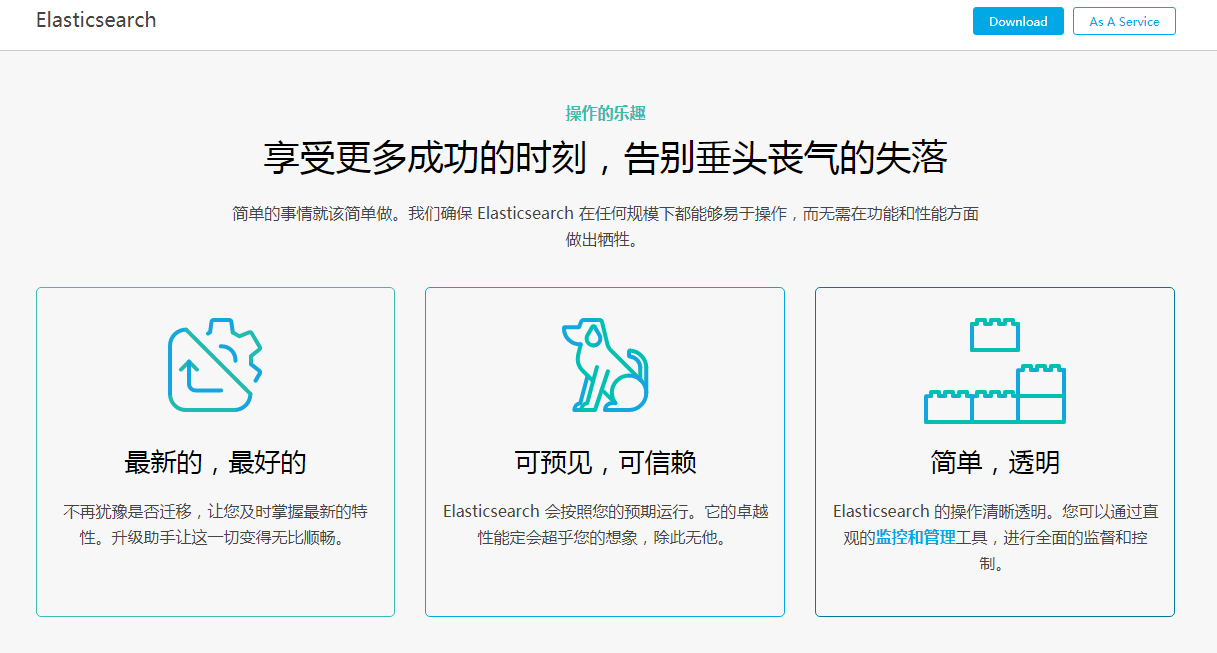 Elasticsearch
Download
As A Service
操作的乐趣
享受更多成功的时刻，告别垂头丧气的失落
简单的事情就该简单做。我们确保 Elasticsearch 在任何规模下都能够易于操作，而无需在功能和性能方面
做出牺牲。
最新的，最好的
不再犹豫是否迁移，让您及时掌握最新的特
性。升级助手让这一切变得无比顺畅。
可预见，可信赖
Elasticsearch 会按照您的预期运行。它的卓越
性能定会超乎您的想象，除此无他。
简单，透明
Elasticsearch 的操作清晰透明。您可以通过直
观的监控和管理工具，进行全面的监督和控
制。